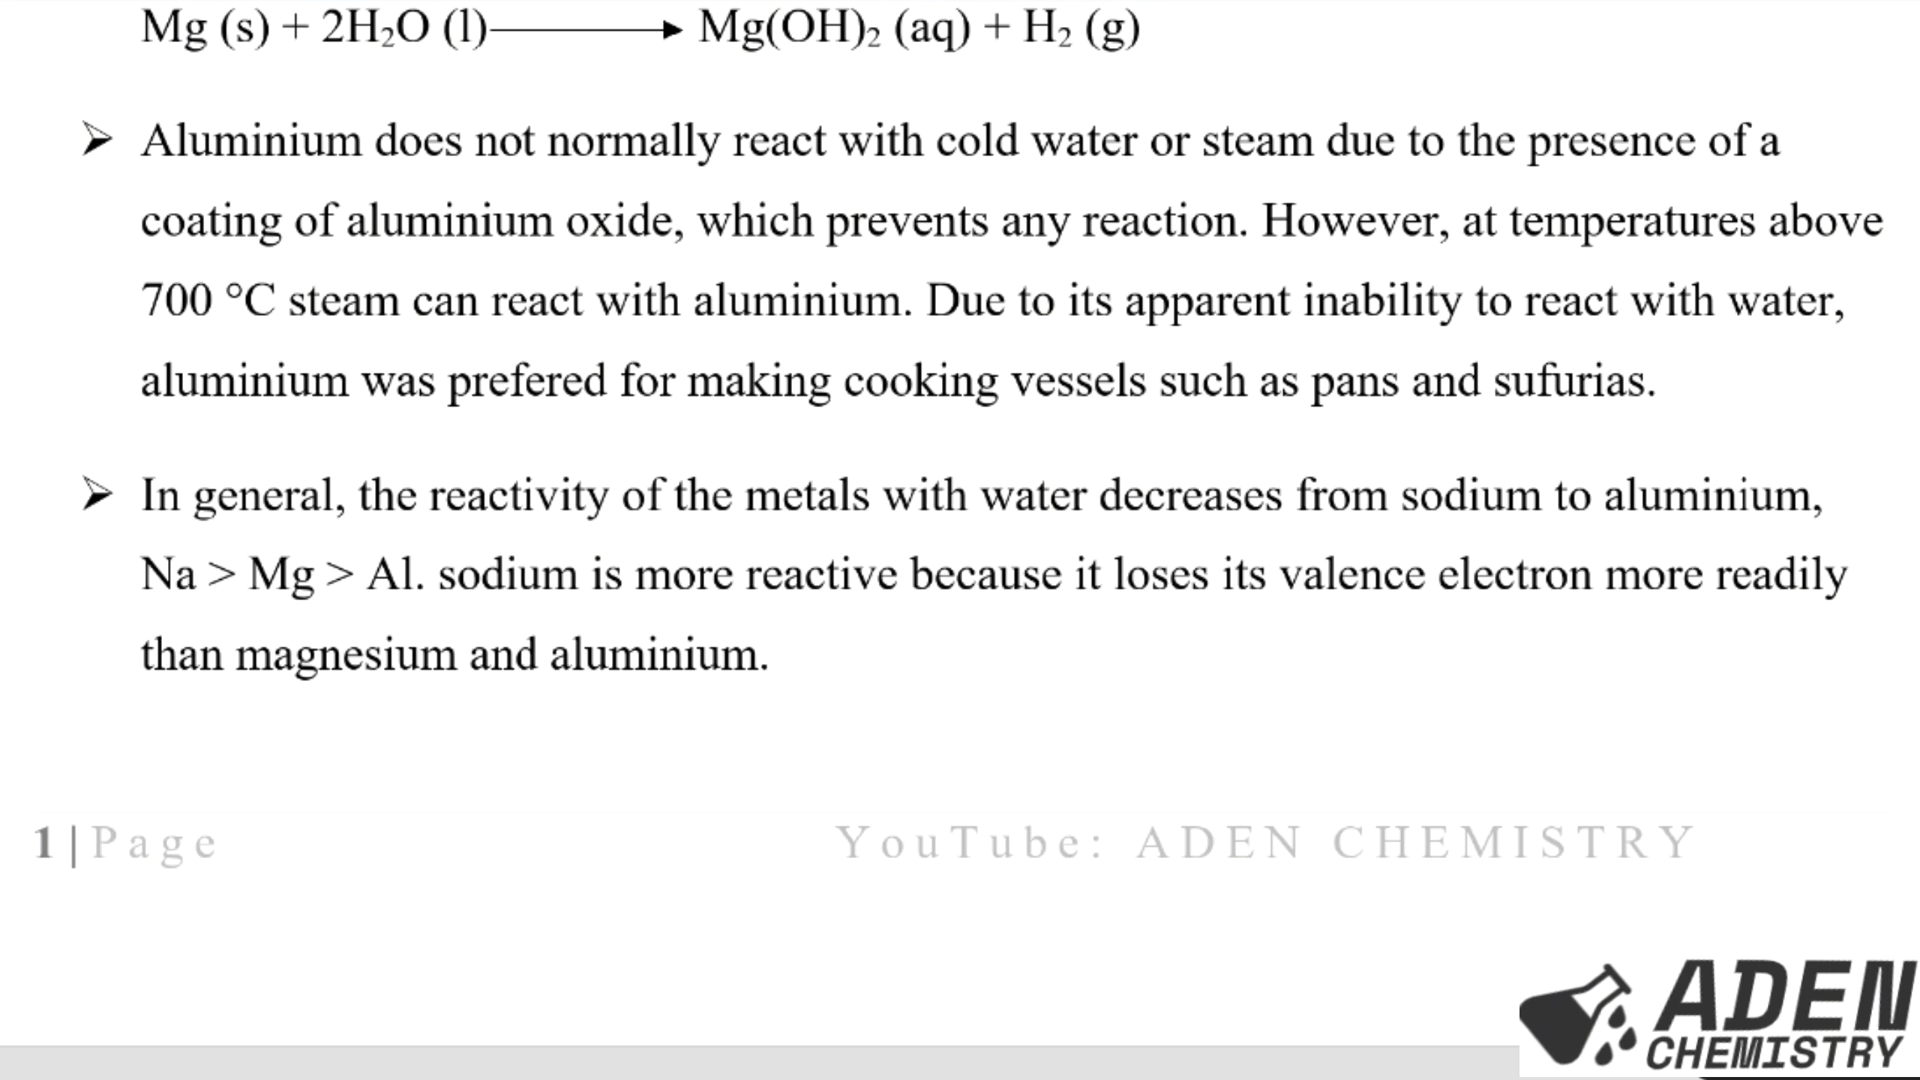 Mg (s) + 2H₂O (l)⟶ Mg(OH)₂ (aq) + H₂ (g)
➢ Aluminium does not normally react with cold water or steam due to the presence of a
coating of aluminium oxide, which prevents any reaction. However, at temperatures above
700 °C steam can react with aluminium. Due to its apparent inability to react with water,
aluminium was prefered for making cooking vessels such as pans and sufurias.
➢ In general, the reactivity of the metals with water decreases from sodium to aluminium,
Na > Mg > Al. sodium is more reactive because it loses its valence electron more readily
than magnesium and aluminium.
1 | Page YouTube: ADEN CHEMISTRY
ADEN
CHEMISTRY